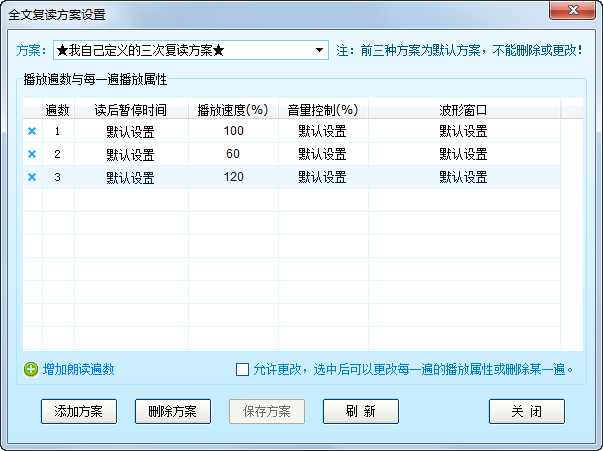 全文复读方案设置
方案： ★我自己定义的三次复读方案★ 注：前三种方案为默认方案，不能删除或更改！
播放遍数与每一遍播放属性
遍数 读后暂停时间 播放速度(%) 音量控制(%) 波形窗口
1 默认设置 100 默认设置 默认设置
2 默认设置 60 默认设置 默认设置
3 默认设置 120 默认设置 默认设置
增加朗读遍数 允许更改，选中后可以更改每一遍的播放属性或删除某一遍。
添加方案 删除方案 保存方案 刷 新 关 闭